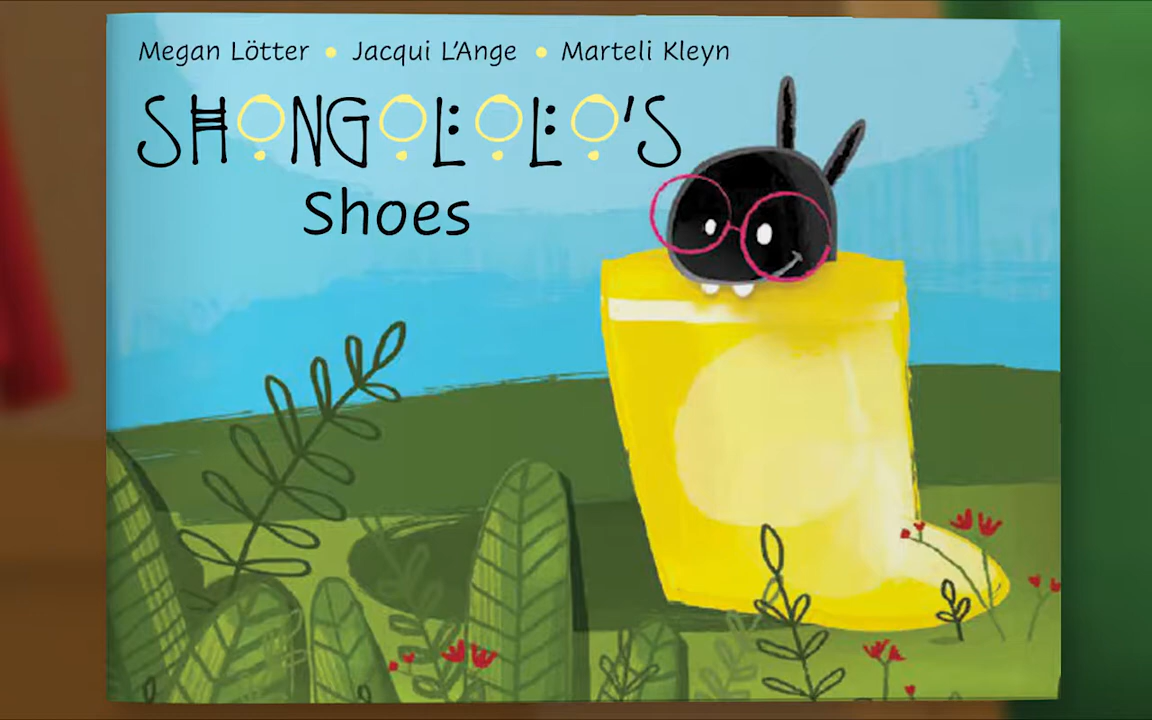 Megan Lötter • Jacqui L'Ange • Marteli Kleyn
SHONGOLOLO'S
Shoes